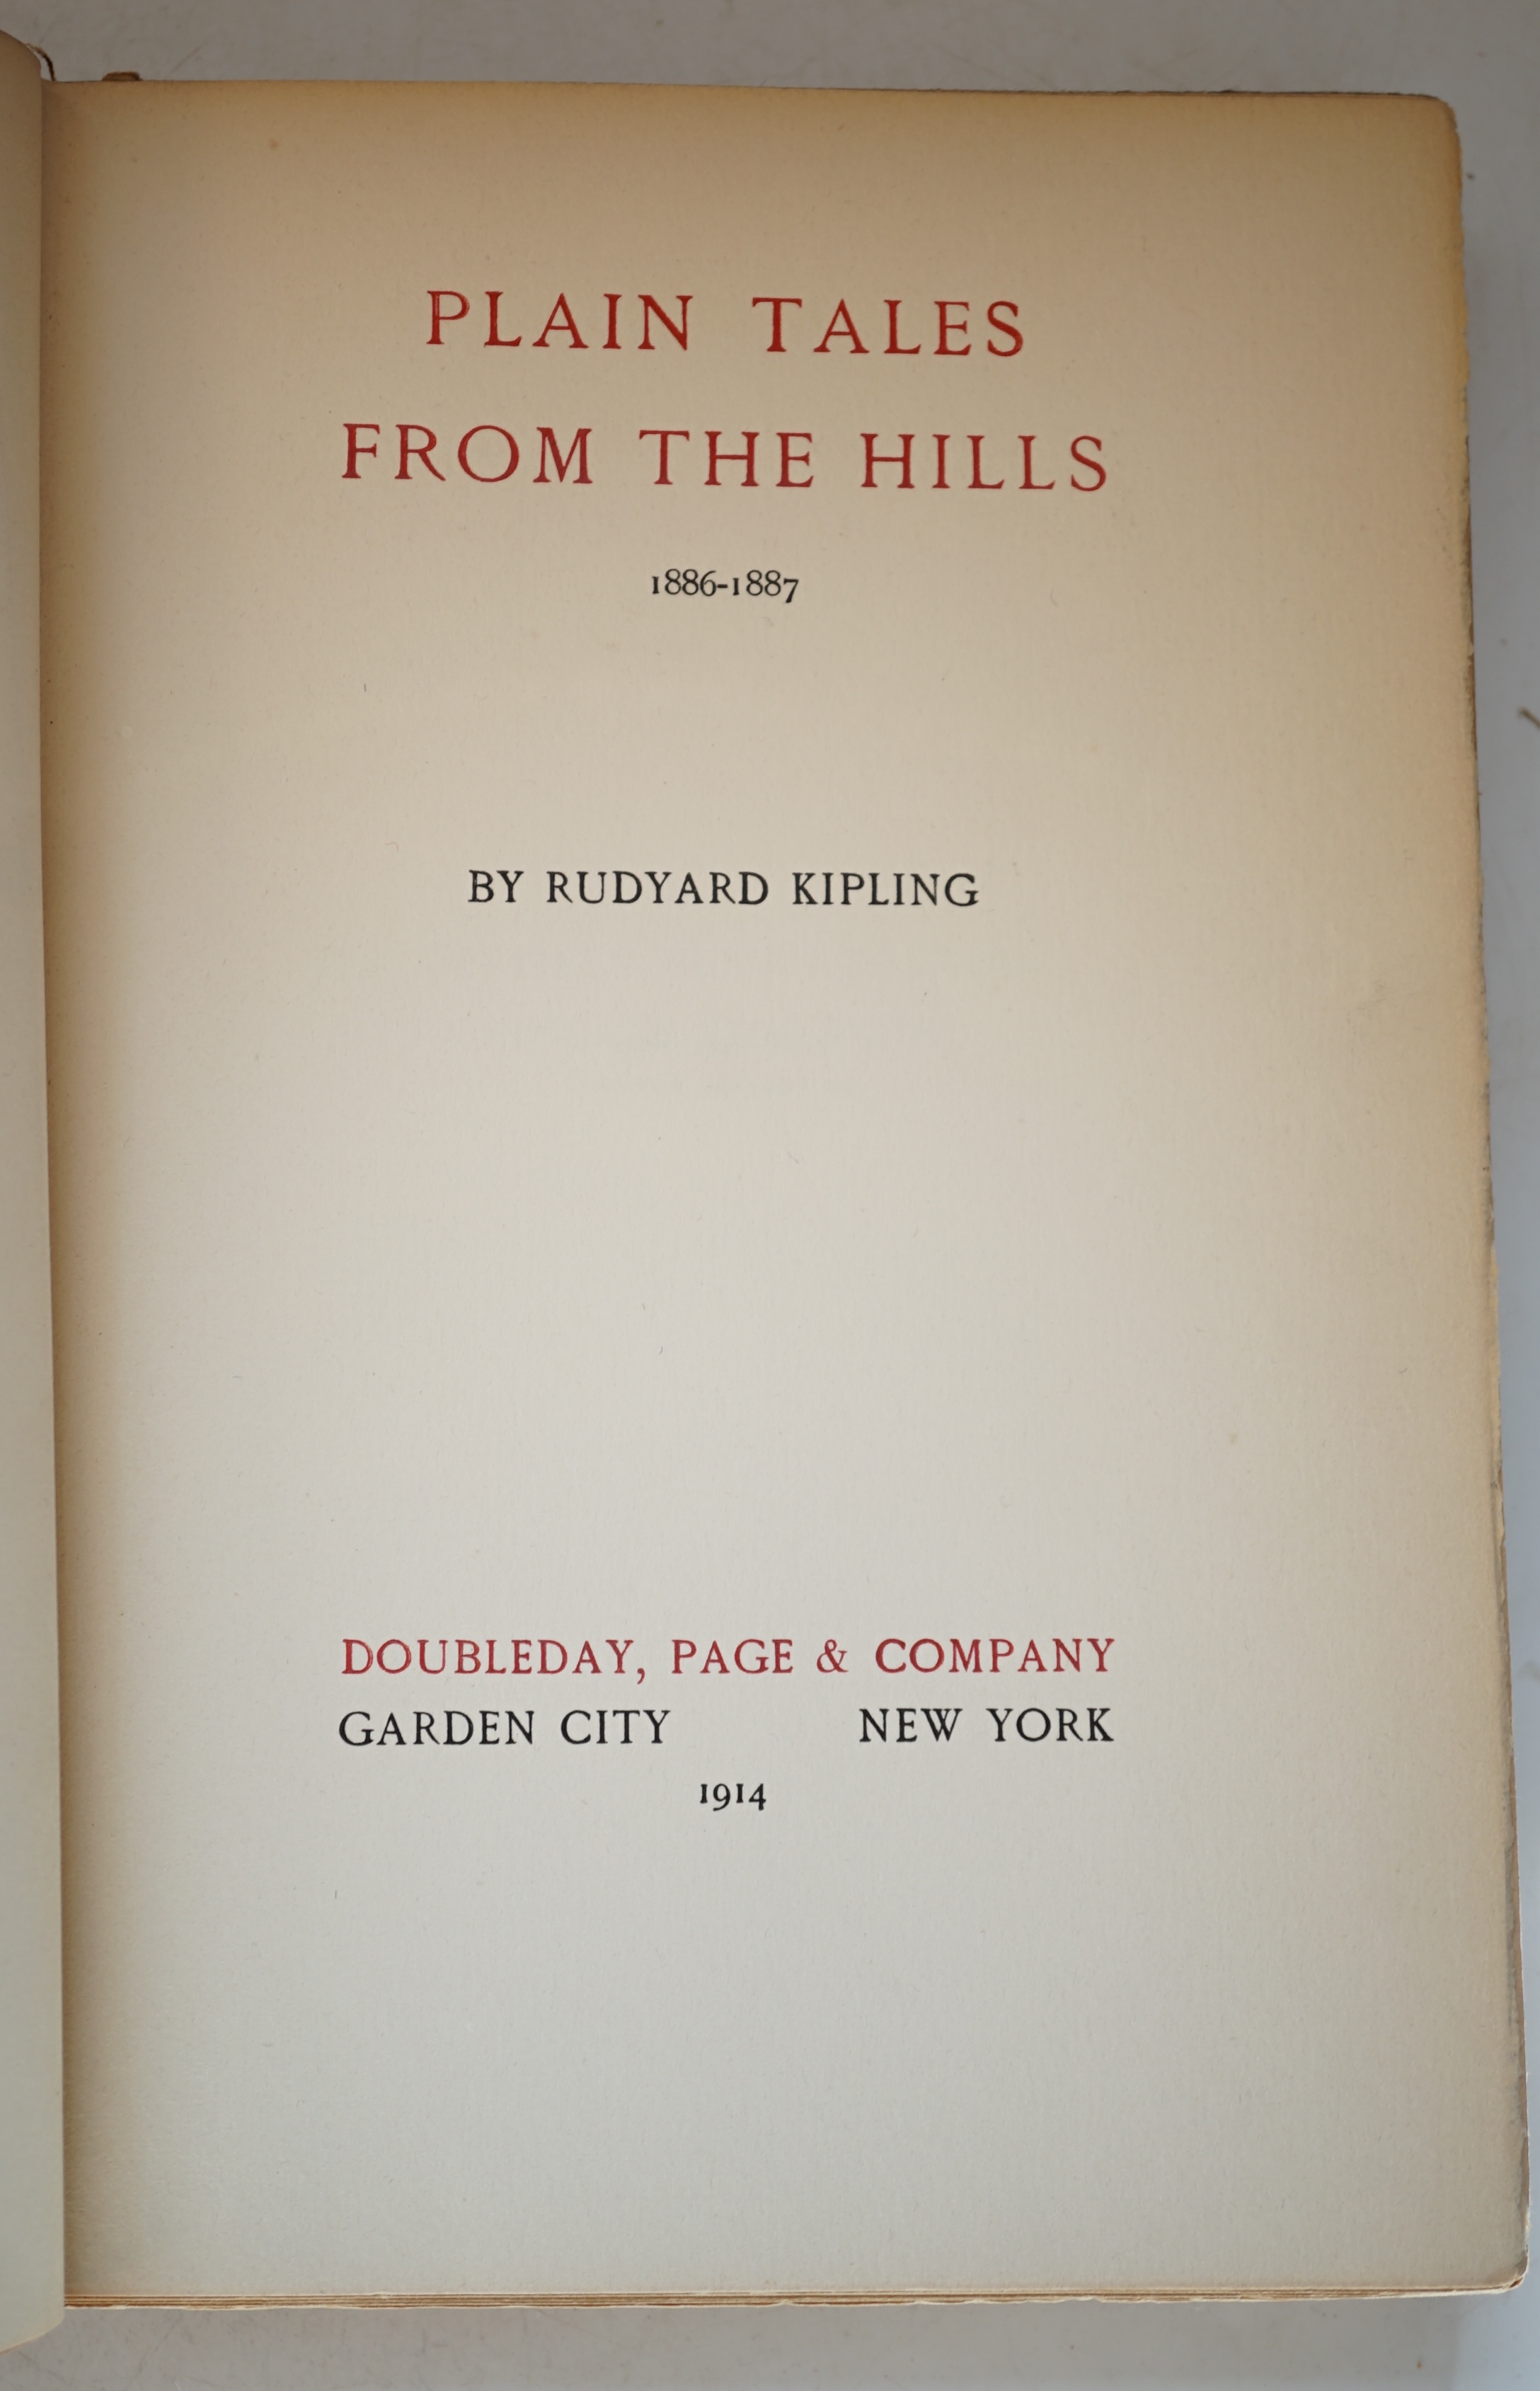 PLAIN TALES
FROM THE HILLS
1886-1887
BY RUDYARD KIPLING
DOUBLEDAY, PAGE & COMPANY
GARDEN CITY NEW YORK
1914